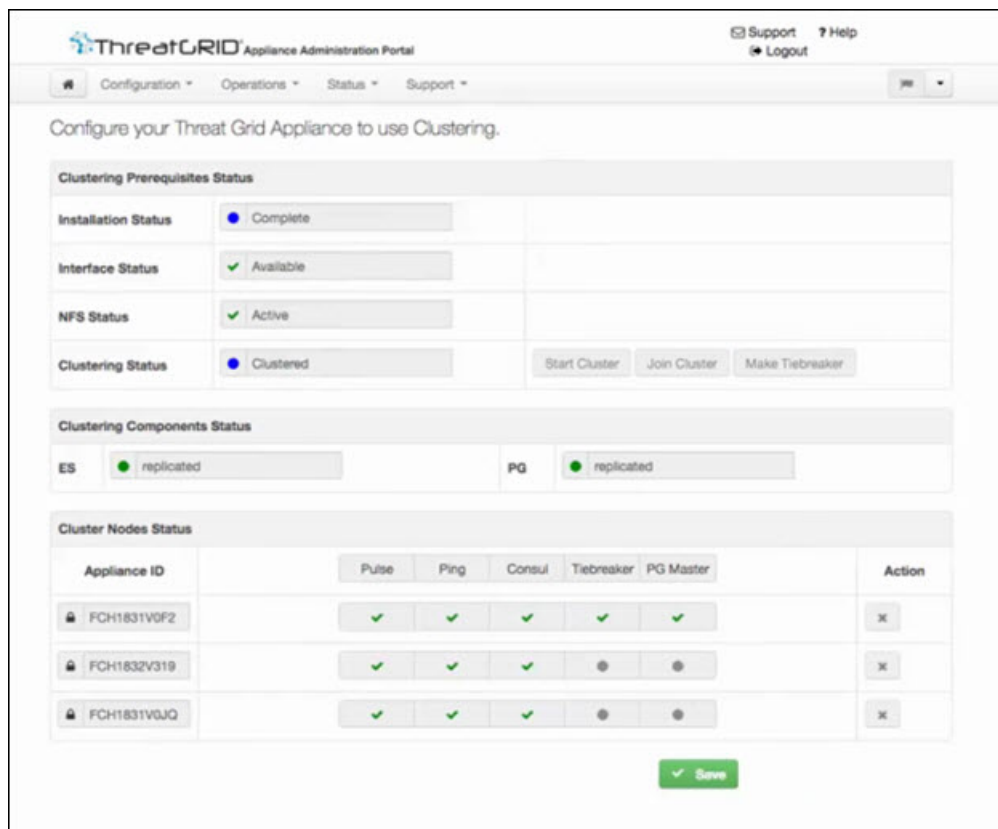 ThreatGRID Appliance Administration Portal
Support ? Help
Logout
Configuration Operations Status Support
Configure your Threat Grid Appliance to use Clustering.
Clustering Prerequisites Status
Installation Status Complete
Interface Status Available
NFS Status Active
Clustering Status Clustered Start Cluster Join Cluster Make Tiebreaker
Clustering Components Status
ES replicated PG replicated
Cluster Nodes Status
Appliance ID Pulse Ping Consul Tiebreaker PG Master Action
FCH1831V0F2
FCH1832V319
FCH1831V0JQ
Save